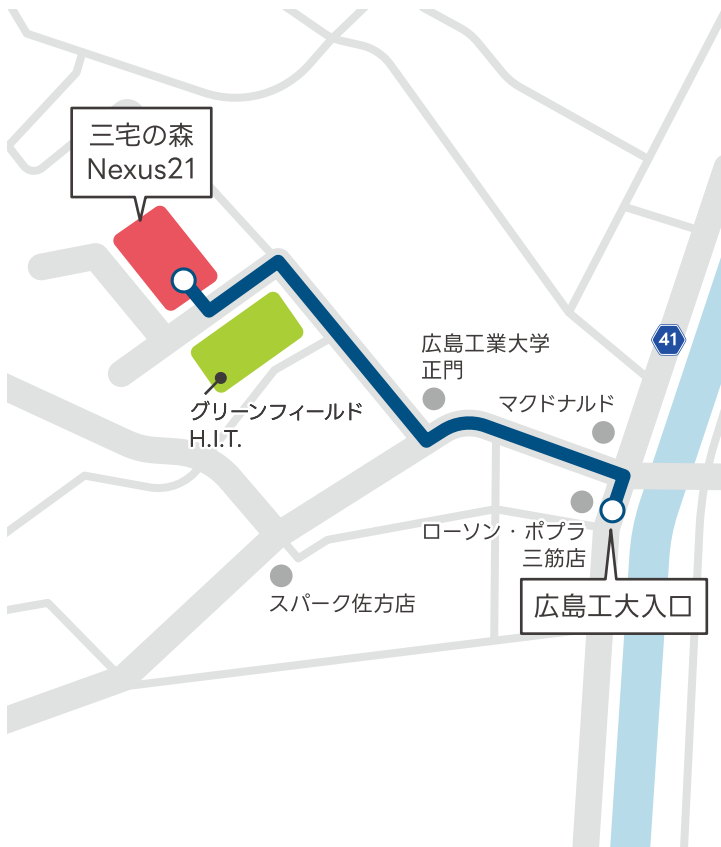 三宅の森
Nexus21
41
広島工業大学
正門
マクドナルド
グリーンフィールド
H.I.T.
ローソン・ポプラ
三筋店
スパーク佐方店
広島工大入口